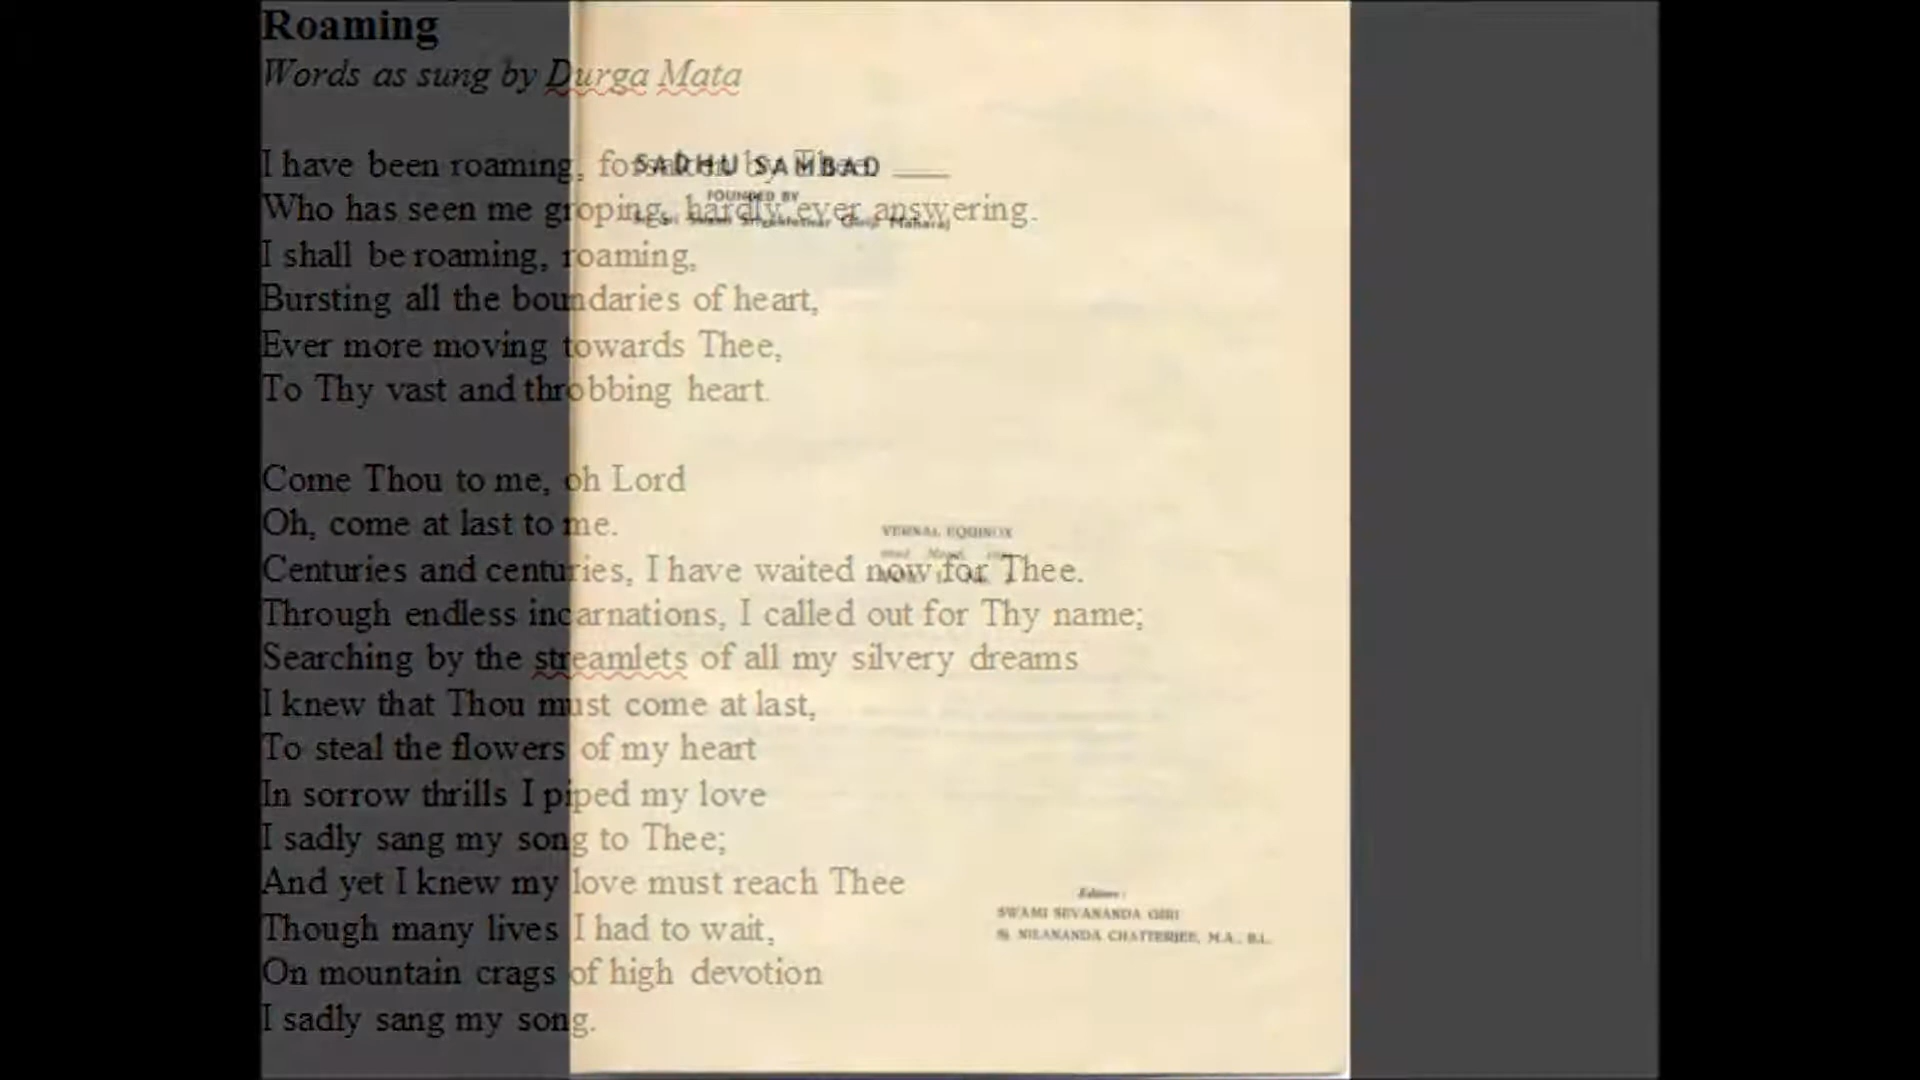 Roaming
Words as sung by Durga Mata
I have been roaming, forsaken by Thee
Who has seen me groping, hardly ever answering.
I shall be roaming, roaming,
Bursting all the boundaries of heart,
Ever more moving towards Thee,
To Thy vast and throbbing heart.
Come Thou to me, oh Lord
Oh, come at last to me.
Centuries and centuries, I have waited now for Thee.
Through endless incarnations, I called out for Thy name;
Searching by the streamlets of all my silvery dreams
I knew that Thou must come at last,
To steal the flowers of my heart
In sorrow thrills I piped my love
I sadly sang my song to Thee;
And yet I knew my love must reach Thee
Though many lives I had to wait,
On mountain crags of high devotion
I sadly sang my song.
SADHU SAMBAD
FOUNDED BY
Swami Sriyukteswar Giriji Maharaj
VERNAL EQUINOX
Editors:
SWAMI SEVANANDA GIRI
NILANANDA CHATTERJEE, M.A., B.L.